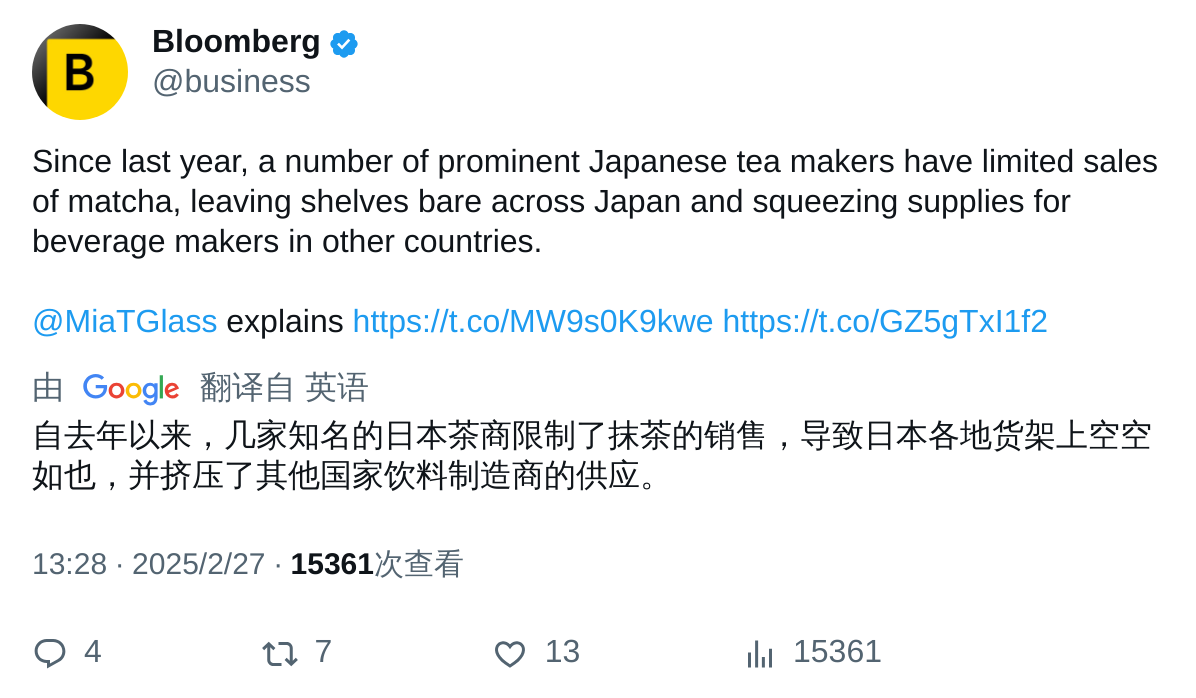 B
Bloomberg
@business
Since last year, a number of prominent Japanese tea makers have limited sales
of matcha, leaving shelves bare across Japan and squeezing supplies for
beverage makers in other countries.
@MiaTGlass explains https://t.co/MW9s0K9kwe https://t.co/GZ5gTxI1f2
由 Google 翻译自 英语
自去年以来，几家知名的日本茶商限制了抹茶的销售，导致日本各地货架上空空
如也，并挤压了其他国家饮料制造商的供应。
13:28 · 2025/2/27 · 15361次查看
4 7 13 15361